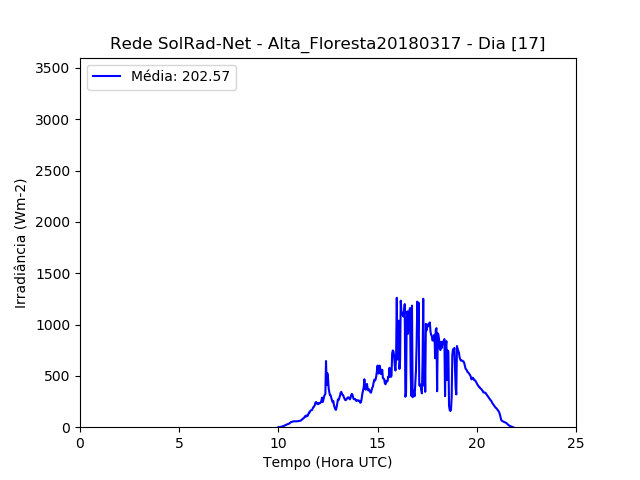 Rede SolRad-Net - Alta_Floresta20180317 - Dia [17]
Média: 202.57
3500
3000
2500
2000
1500
1000
500
0
Irradiância (Wm-2)
0 5 10 15 20 25
Tempo (Hora UTC)